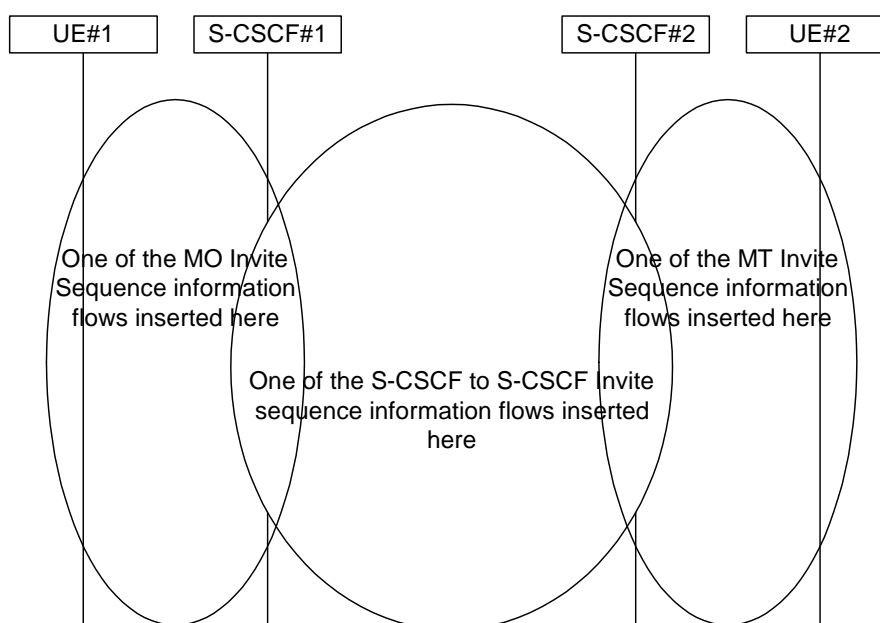 UE#1
S-CSCF#1
S-CSCF#2
UE#2
One of the MO Invite
Sequence information
flows inserted here
One of the MT Invite
Sequence information
flows inserted here
One of the S-CSCF to S-CSCF Invite
sequence information flows inserted
here